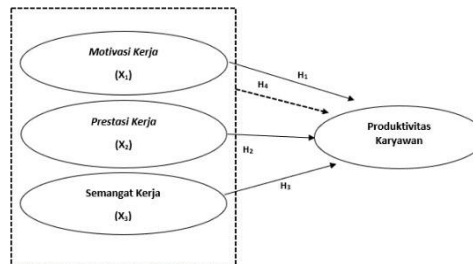 Motivasi Kerja
(X₁)
H₁
H₄
Prestasi Kerja
(X₂)
H₂
Produktivitas
Karyawan
Semangat Kerja
(X₃)
H₃